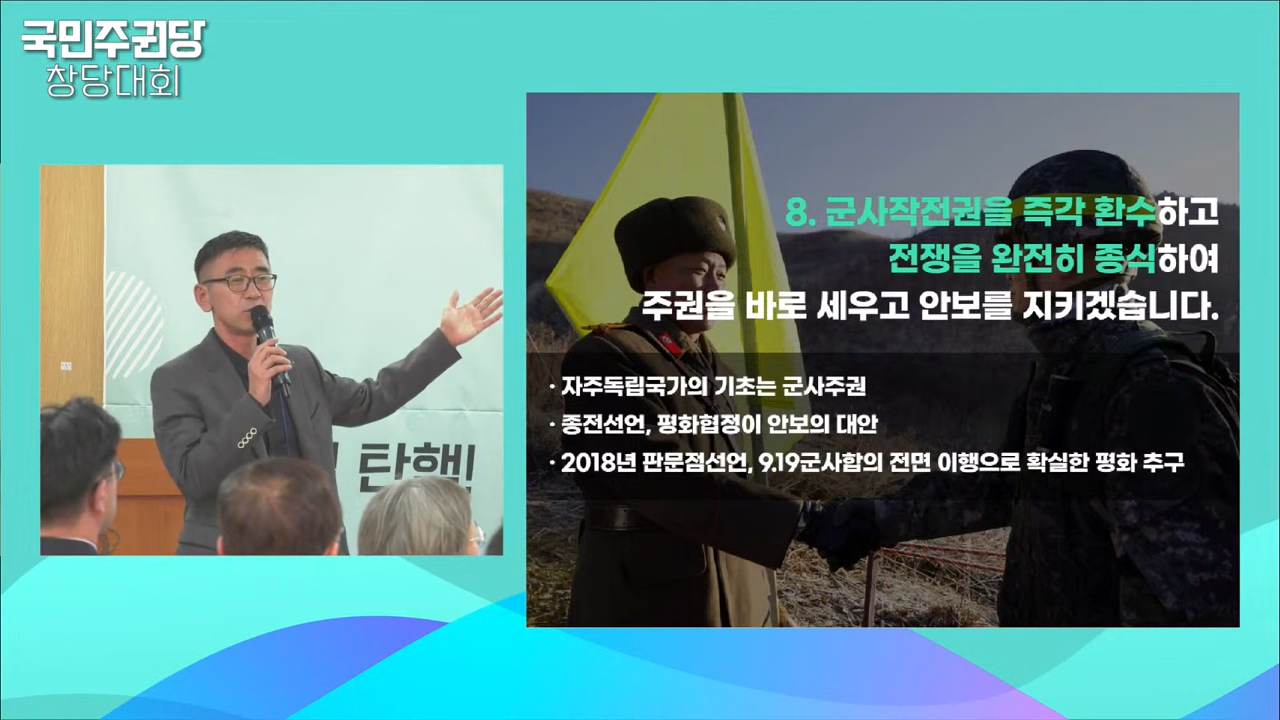 국민주권당
창당대회
8. 군사작전권을 즉각 환수하고
전쟁을 완전히 종식하여
주권을 바로 세우고 안보를 지키겠습니다.
· 자주독립국가의 기초는 군사주권
· 종전선언, 평화협정이 안보의 대안
· 2018년 판문점선언, 9.19군사합의 전면 이행으로 확실한 평화 추구
탄핵!